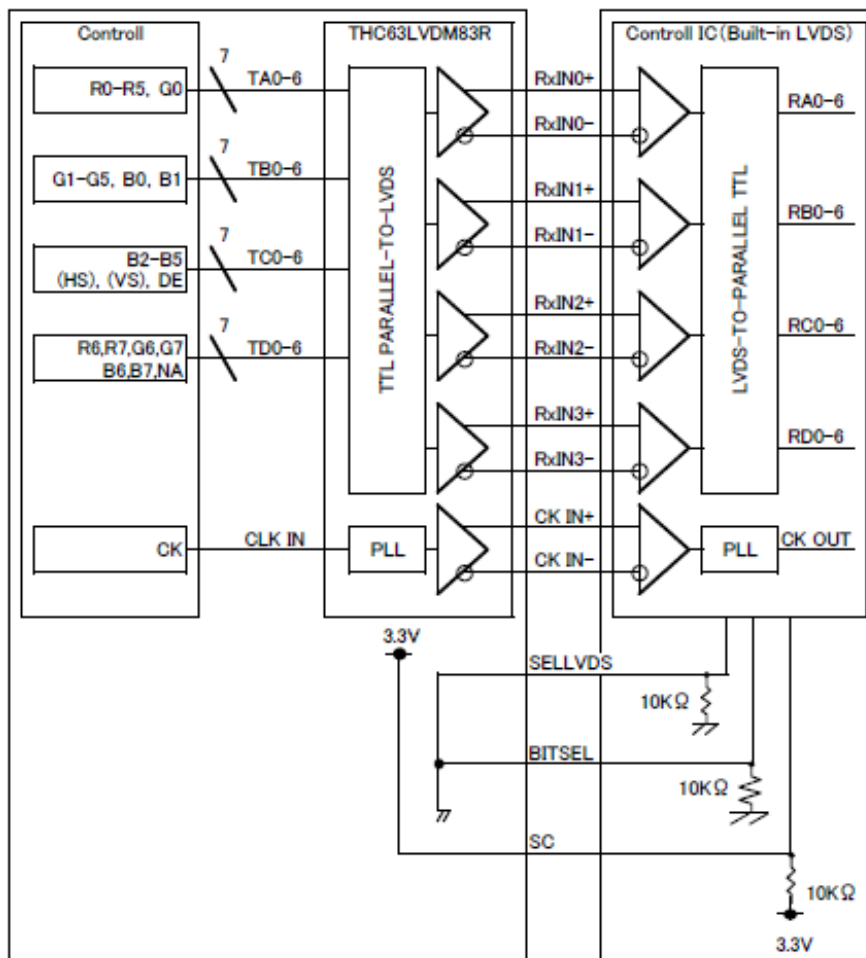 Controll
THC63LVDM83R
Controll IC(Built-in LVDS)
R0-R5, G0
7
TA0-6
RxIN0+
RxIN0-
RA0-6
G1-G5, B0, B1
7
TB0-6
RxIN1+
RxIN1-
RB0-6
B2-B5
(HS), (VS), DE
7
TC0-6
RxIN2+
RxIN2-
RC0-6
R6,R7,G6,G7
B6,B7,NA
7
TD0-6
RxIN3+
RxIN3-
RD0-6
TTL PARALLEL-TO-LVDS
LVDS-TO-PARALLEL TTL
CK
CLK IN
PLL
CK IN+
CK IN-
PLL
CK OUT
3.3V
SELLVDS
10KΩ
BITSEL
10KΩ
SC
10KΩ
3.3V